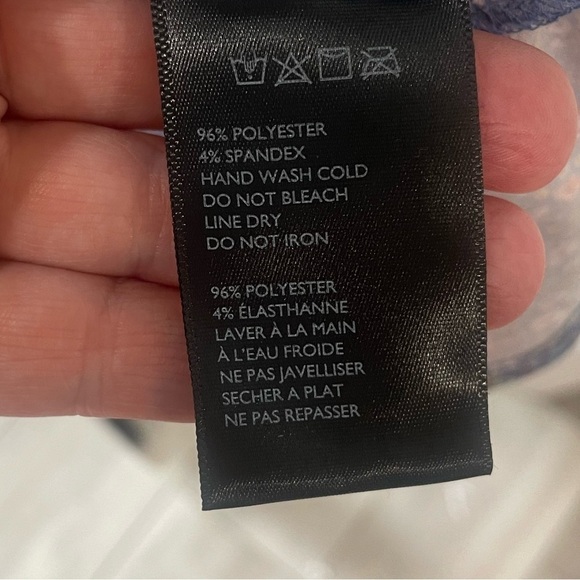 96% POLYESTER
4% SPANDEX
HAND WASH COLD
DO NOT BLEACH
LINE DRY
DO NOT IRON
96% POLYESTER
4% ÉLASTHANNE
LAVER À LA MAIN
À L'EAU FROIDE
NE PAS JAVELLISER
SECHER A PLAT
NE PAS REPASSER